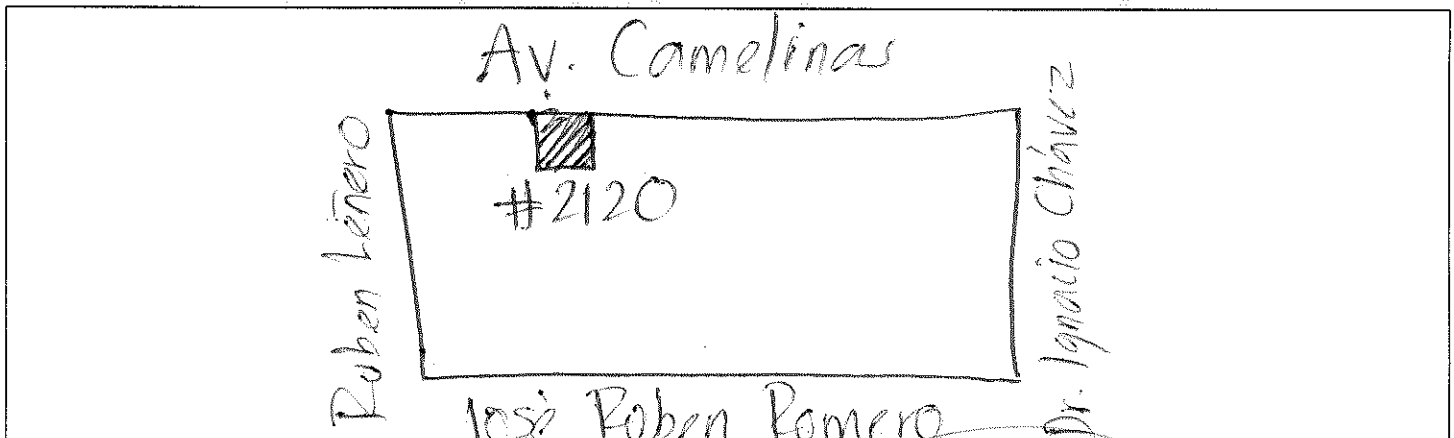 Av. Camelinas
#2120
Ruben Leñero
Dr. Ignacio Chávez
José Ruben Romero